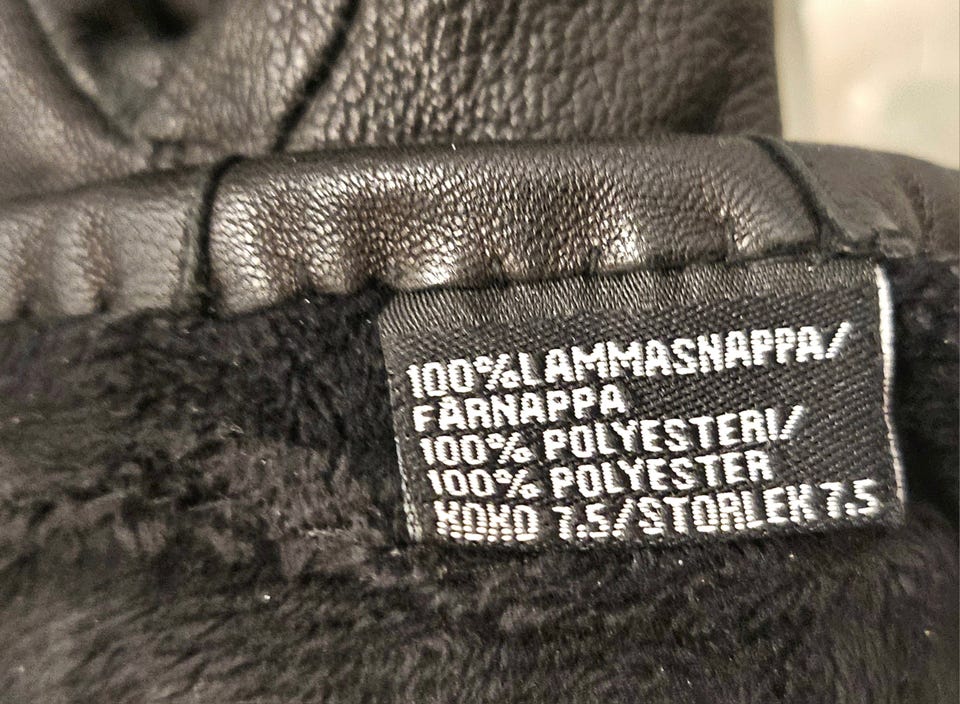 100%LAMMASNAPPA/
FÅRNAPPA
100% POLYESTERI/
100% POLYESTER
KOKO 7.5/STORLEK 7.5